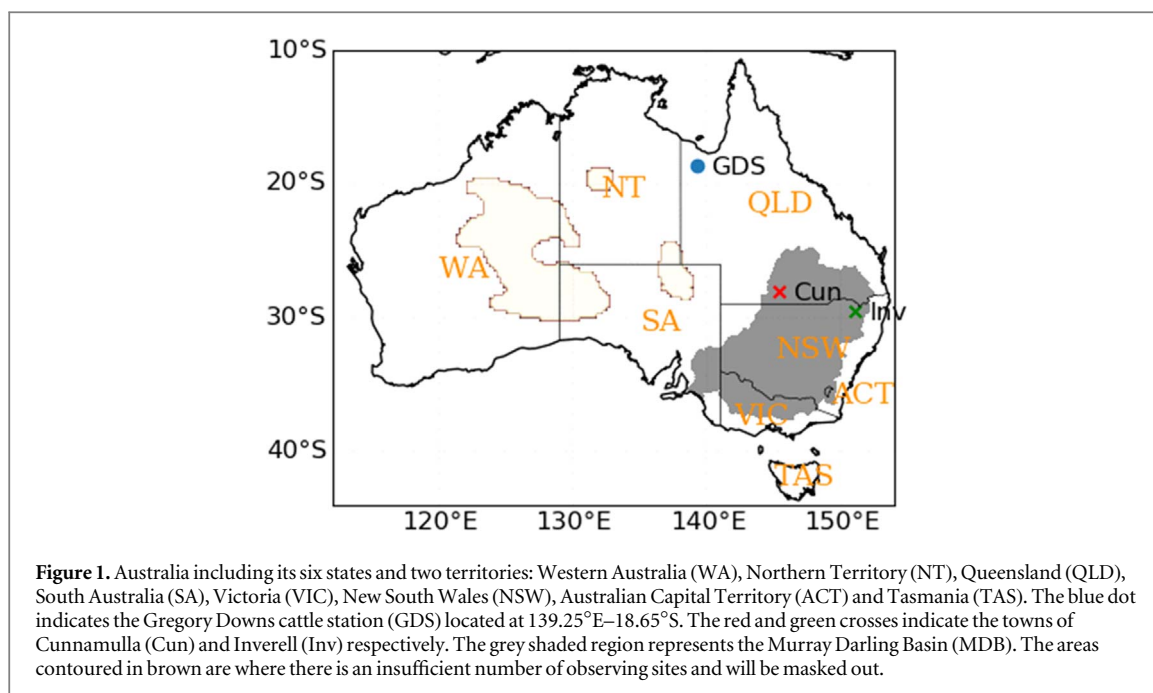 10°S
20°S
30°S
40°S
GDS
NT
QLD
WA
Cun
Inv
SA
NSW
ACT
VIC
TAS
120°E 130°E 140°E 150°E
Figure 1. Australia including its six states and two territories: Western Australia (WA), Northern Territory (NT), Queensland (QLD),
South Australia (SA), Victoria (VIC), New South Wales (NSW), Australian Capital Territory (ACT) and Tasmania (TAS). The blue dot
indicates the Gregory Downs cattle station (GDS) located at 139.25°E–18.65°S. The red and green crosses indicate the towns of
Cunnamulla (Cun) and Inverell (Inv) respectively. The grey shaded region represents the Murray Darling Basin (MDB). The areas
contoured in brown are where there is an insufficient number of observing sites and will be masked out.